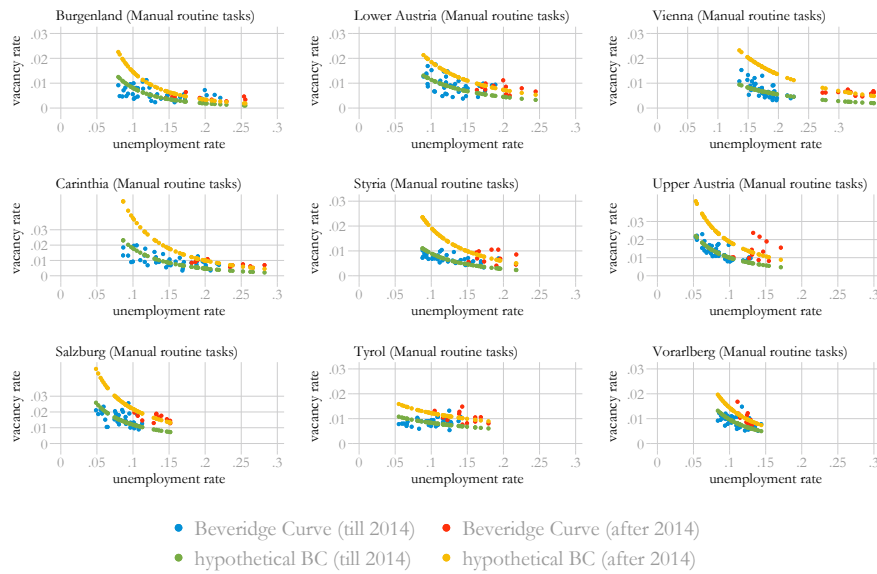 Burgenland (Manual routine tasks)
Lower Austria (Manual routine tasks)
Vienna (Manual routine tasks)
vacancy rate
.03
.02
.01
0
0 .05 .1 .15 .2 .25 .3
unemployment rate
vacancy rate
.03
.02
.01
0
0 .05 .1 .15 .2 .25 .3
unemployment rate
vacancy rate
.03
.02
.01
0
0 .05 .1 .15 .2 .25 .3
unemployment rate
Carinthia (Manual routine tasks)
Styria (Manual routine tasks)
Upper Austria (Manual routine tasks)
vacancy rate
.03
.02
.01
0
0 .05 .1 .15 .2 .25 .3
unemployment rate
vacancy rate
.03
.02
.01
0
0 .05 .1 .15 .2 .25 .3
unemployment rate
vacancy rate
.03
.02
.01
0
0 .05 .1 .15 .2 .25 .3
unemployment rate
Salzburg (Manual routine tasks)
Tyrol (Manual routine tasks)
Vorarlberg (Manual routine tasks)
vacancy rate
.03
.02
.01
0
0 .05 .1 .15 .2 .25 .3
unemployment rate
vacancy rate
.03
.02
.01
0
0 .05 .1 .15 .2 .25 .3
unemployment rate
vacancy rate
.03
.02
.01
0
0 .05 .1 .15 .2 .25 .3
unemployment rate
Beveridge Curve (till 2014) Beveridge Curve (after 2014)
hypothetical BC (till 2014) hypothetical BC (after 2014)